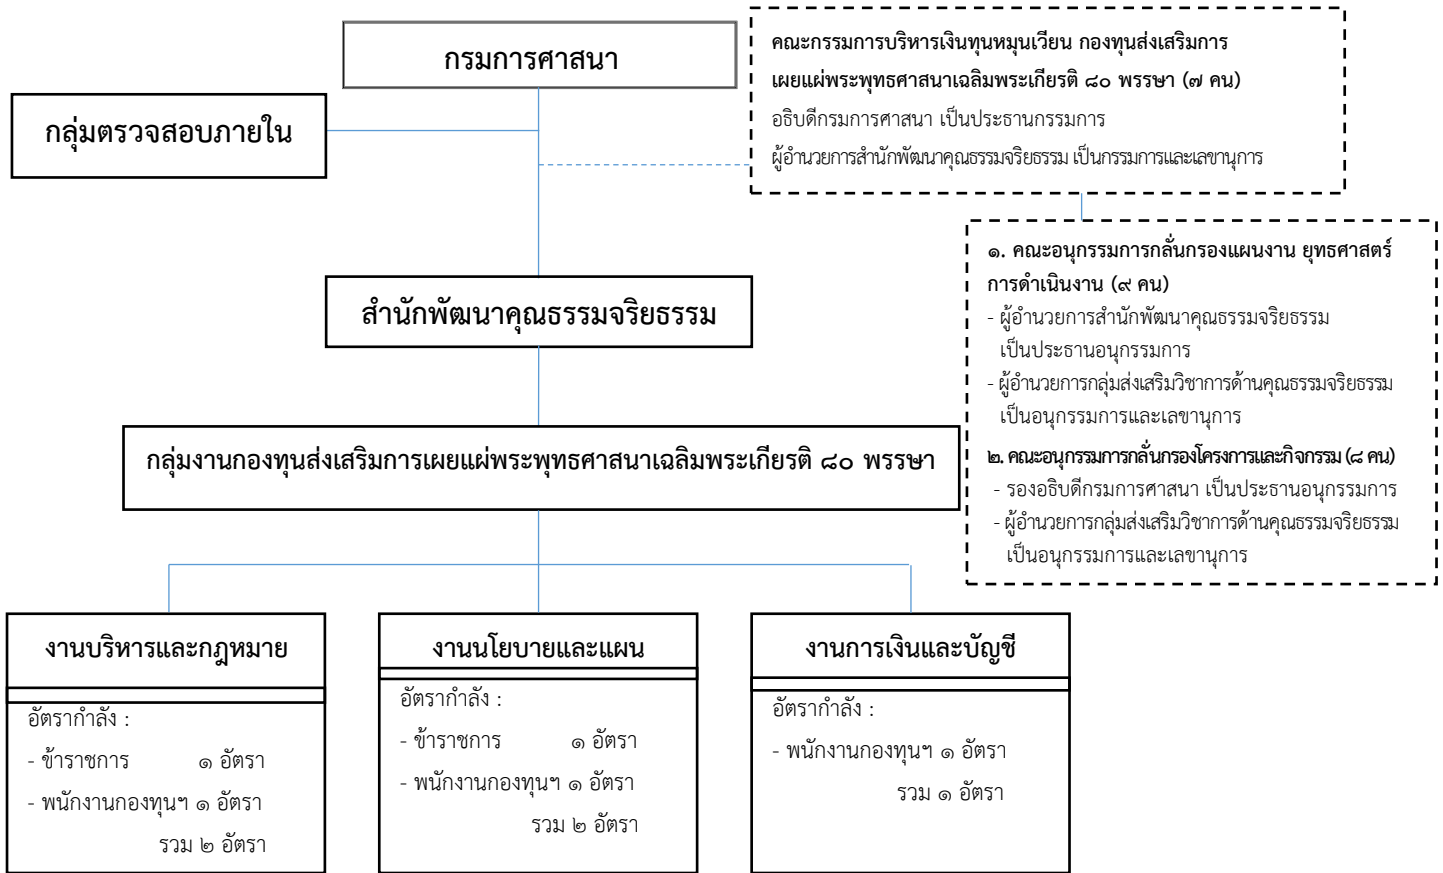 กรมการศาสนา
คณะกรรมการบริหารเงินทุนหมุนเวียน กองทุนส่งเสริมการ
เผยแผ่พระพุทธศาสนาเฉลิมพระเกียรติ ๘๐ พรรษา (๗ คน)
อธิบดีกรมการศาสนา เป็นประธานกรรมการ
ผู้อำนวยการสำนักพัฒนาคุณธรรมจริยธรรม เป็นกรรมการและเลขานุการ
กลุ่มตรวจสอบภายใน
๑. คณะอนุกรรมการกลั่นกรองแผนงาน ยุทธศาสตร์
การดำเนินงาน (๙ คน)
- ผู้อำนวยการสำนักพัฒนาคุณธรรมจริยธรรม
เป็นประธานอนุกรรมการ
- ผู้อำนวยการกลุ่มส่งเสริมวิชาการด้านคุณธรรมจริยธรรม
เป็นอนุกรรมการและเลขานุการ
๒. คณะอนุกรรมการกลั่นกรองโครงการและกิจกรรม (๘ คน)
- รองอธิบดีกรมการศาสนา เป็นประธานอนุกรรมการ
- ผู้อำนวยการกลุ่มส่งเสริมวิชาการด้านคุณธรรมจริยธรรม
เป็นอนุกรรมการและเลขานุการ
สำนักพัฒนาคุณธรรมจริยธรรม
กลุ่มงานกองทุนส่งเสริมการเผยแผ่พระพุทธศาสนาเฉลิมพระเกียรติ ๘๐ พรรษา
งานบริหารและกฎหมาย
อัตรากำลัง :
- ข้าราชการ ๑ อัตรา
- พนักงานกองทุนฯ ๑ อัตรา
รวม ๒ อัตรา
งานนโยบายและแผน
อัตรากำลัง :
- ข้าราชการ ๑ อัตรา
- พนักงานกองทุนฯ ๑ อัตรา
รวม ๒ อัตรา
งานการเงินและบัญชี
อัตรากำลัง :
- พนักงานกองทุนฯ ๑ อัตรา
รวม ๑ อัตรา